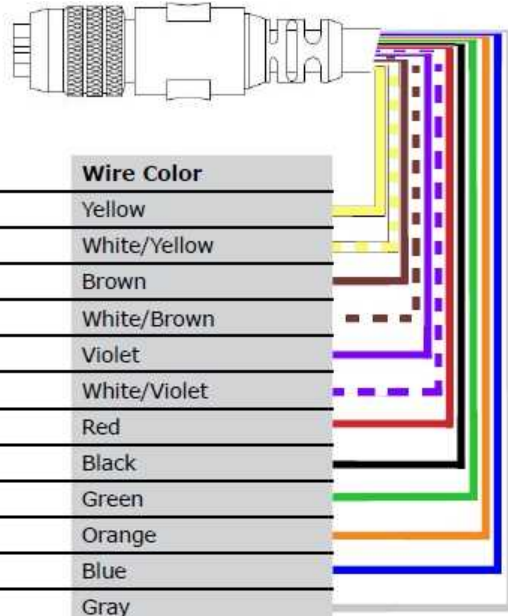 Wire Color
Yellow
White/Yellow
Brown
White/Brown
Violet
White/Violet
Red
Black
Green
Orange
Blue
Gray